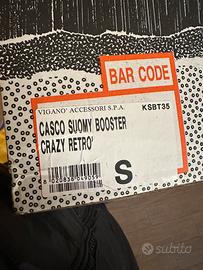 BAR CODE
VIGANO' ACCESSORI S.P.A. KSBT35
CASCO SUOMY BOOSTER
CRAZY RETRO'
S
subito